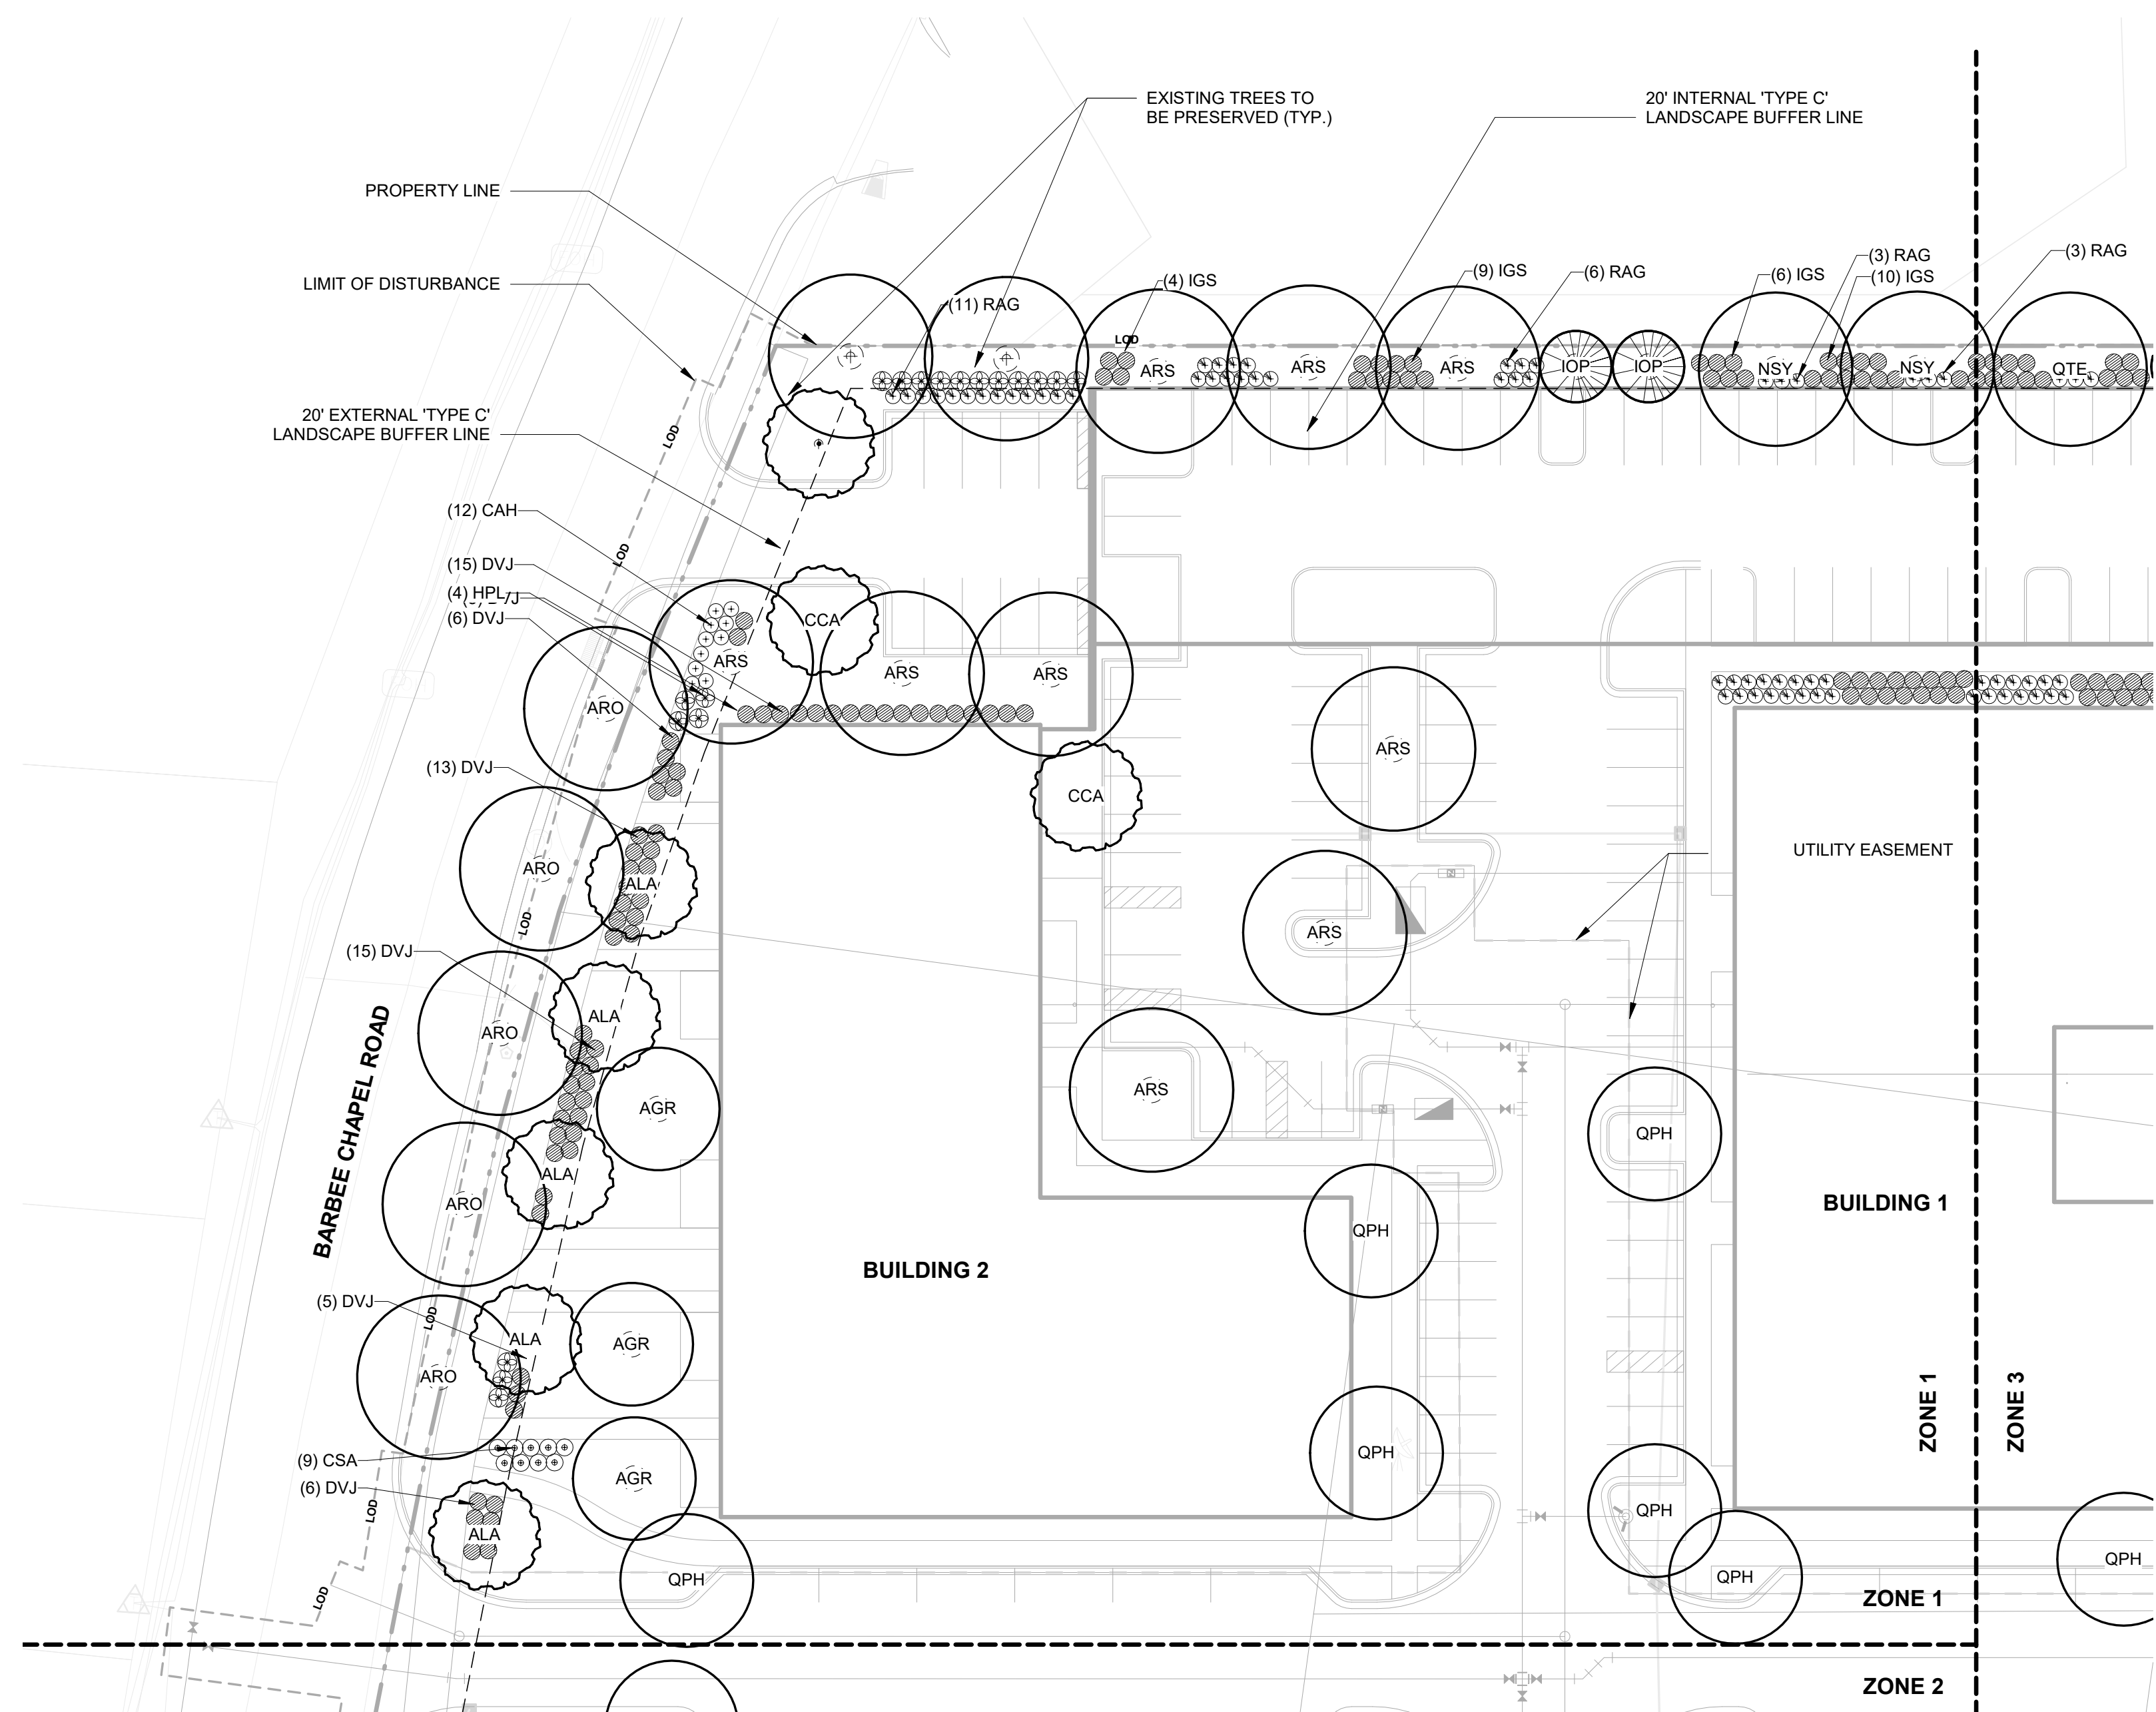 EXISTING TREES TO
BE PRESERVED (TYP.)
20' INTERNAL 'TYPE C'
LANDSCAPE BUFFER LINE
PROPERTY LINE
LIMIT OF DISTURBANCE
(11) RAG
(4) IGS
(9) IGS
(6) RAG
(6) IGS
(3) RAG
(10) IGS
(3) RAG
LOD
ARS
ARS
ARS
IOP
IOP
NSY
NSY
QTE
20' EXTERNAL 'TYPE C'
LANDSCAPE BUFFER LINE
LOD
(12) CAH
LOD
(15) DVJ
(4) HPL
(6) DVJ
CCA
ARS
ARS
ARS
ARO
ARS
(13) DVJ
CCA
UTILITY EASEMENT
ARO
ALA
LOD
ARS
(15) DVJ
ALA
ARO
BARBEE CHAPEL ROAD
ARS
AGR
QPH
ALA
ARO
BUILDING 1
QPH
BUILDING 2
(5) DVJ
LOD
ALA
AGR
ARO
ZONE 1
ZONE 3
QPH
(9) CSA
AGR
(6) DVJ
LOD
QPH
ALA
QPH
QPH
QPH
LOD
ZONE 1
ZONE 2